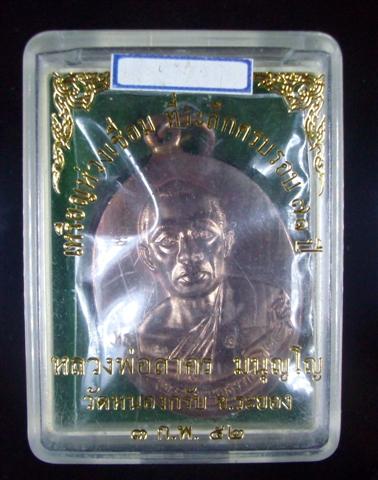 เหรียญห่วงเชื่อม ที่ระลึกครบรอบ ๗๑ ปี
หลวงพ่อสาคร มนุญโญ
วัดหนองกรับ จ.ระยอง
๓ ก.พ. ๕๒